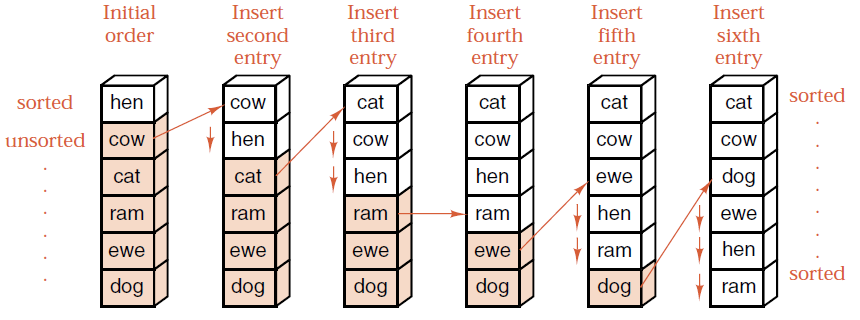 Initial order
Insert second entry
Insert third entry
Insert fourth entry
Insert fifth entry
Insert sixth entry
sorted hen cow cat cat cat cat sorted
unsorted cow hen cow cow cow cow
cat cat hen hen ewe dog
ram ram ram ram hen ewe
ewe ewe ewe ewe ram hen sorted
dog dog dog dog dog ram